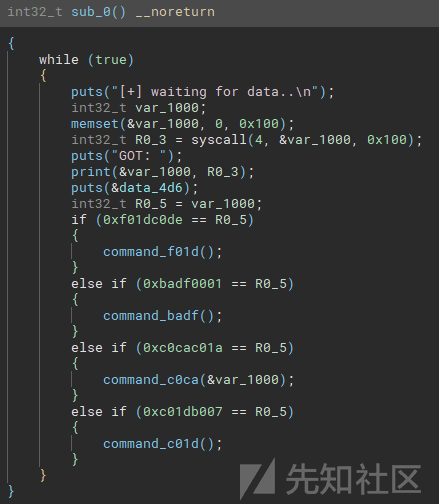 int32_t sub_0() __noreturn
{
while (true)
{
puts("[+] waiting for data..\n");
int32_t var_1000;
memset(&var_1000, 0, 0x100);
int32_t R0_3 = syscall(4, &var_1000, 0x100);
puts("GOT: ");
print(&var_1000, R0_3);
puts(&data_4d6);
int32_t R0_5 = var_1000;
if (0xf01dc0de == R0_5)
{
command_f01d();
}
else if (0xbadf0001 == R0_5)
{
command_badf();
}
else if (0xc0cac01a == R0_5)
{
command_c0ca(&var_1000);
}
else if (0xc01db007 == R0_5)
{
command_c01d();
}
}
}
先知社区